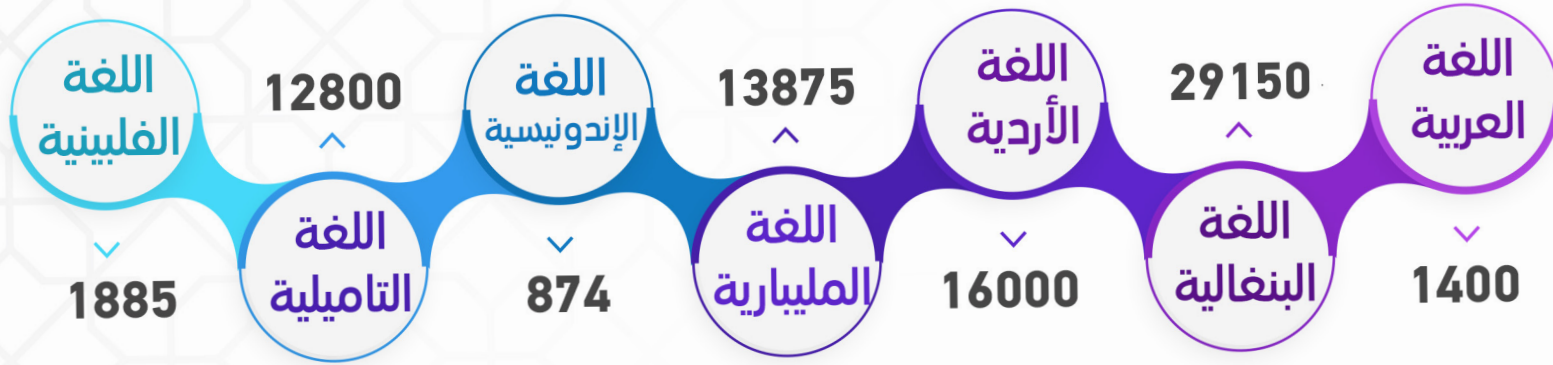 اللغة
العربية
1400
29150
اللغة
البنغالية
اللغة
الأردية
16000
13875
اللغة
المليبارية
اللغة
الإندونيسية
874
12800
اللغة
التاميلية
اللغة
الفلبينية
1885